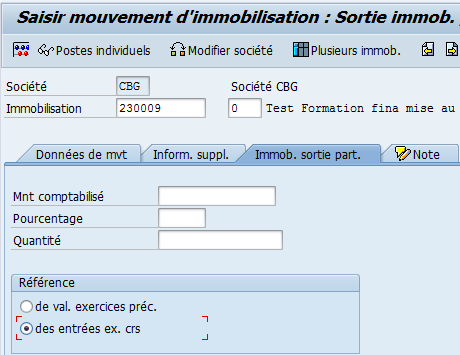 Saisir mouvement d'immobilisation : Sortie immob.
Postes individuels Modifier société Plusieurs immob.
Société CBG Société CBG
Immobilisation 230009 0 Test Formation fina mise au
Données de mvt Inform. suppl. Immob. sortie part. Note
Mnt comptabilisé
Pourcentage
Quantité
Référence
de val. exercices préc.
des entrées ex. crs